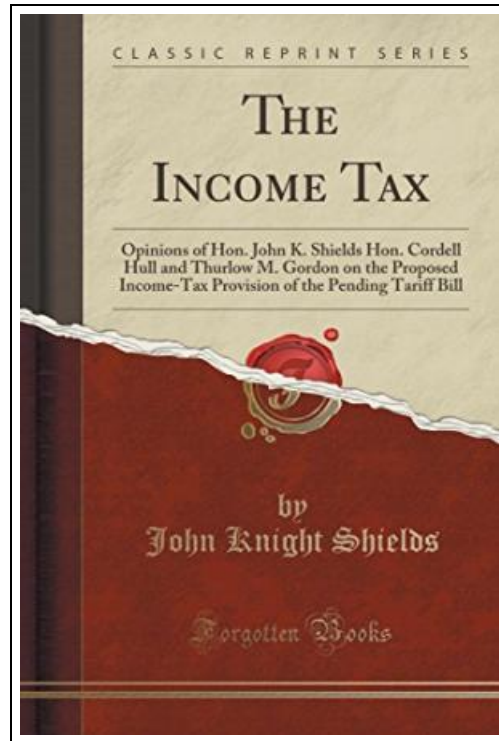 CLASSIC REPRINT SERIES
THE
INCOME TAX
Opinions of Hon. John K. Shields Hon. Cordell
Hull and Thurlow M. Gordon on the Proposed
Income-Tax Provision of the Pending Tariff Bill
by
John Knight Shields
Forgotten Books